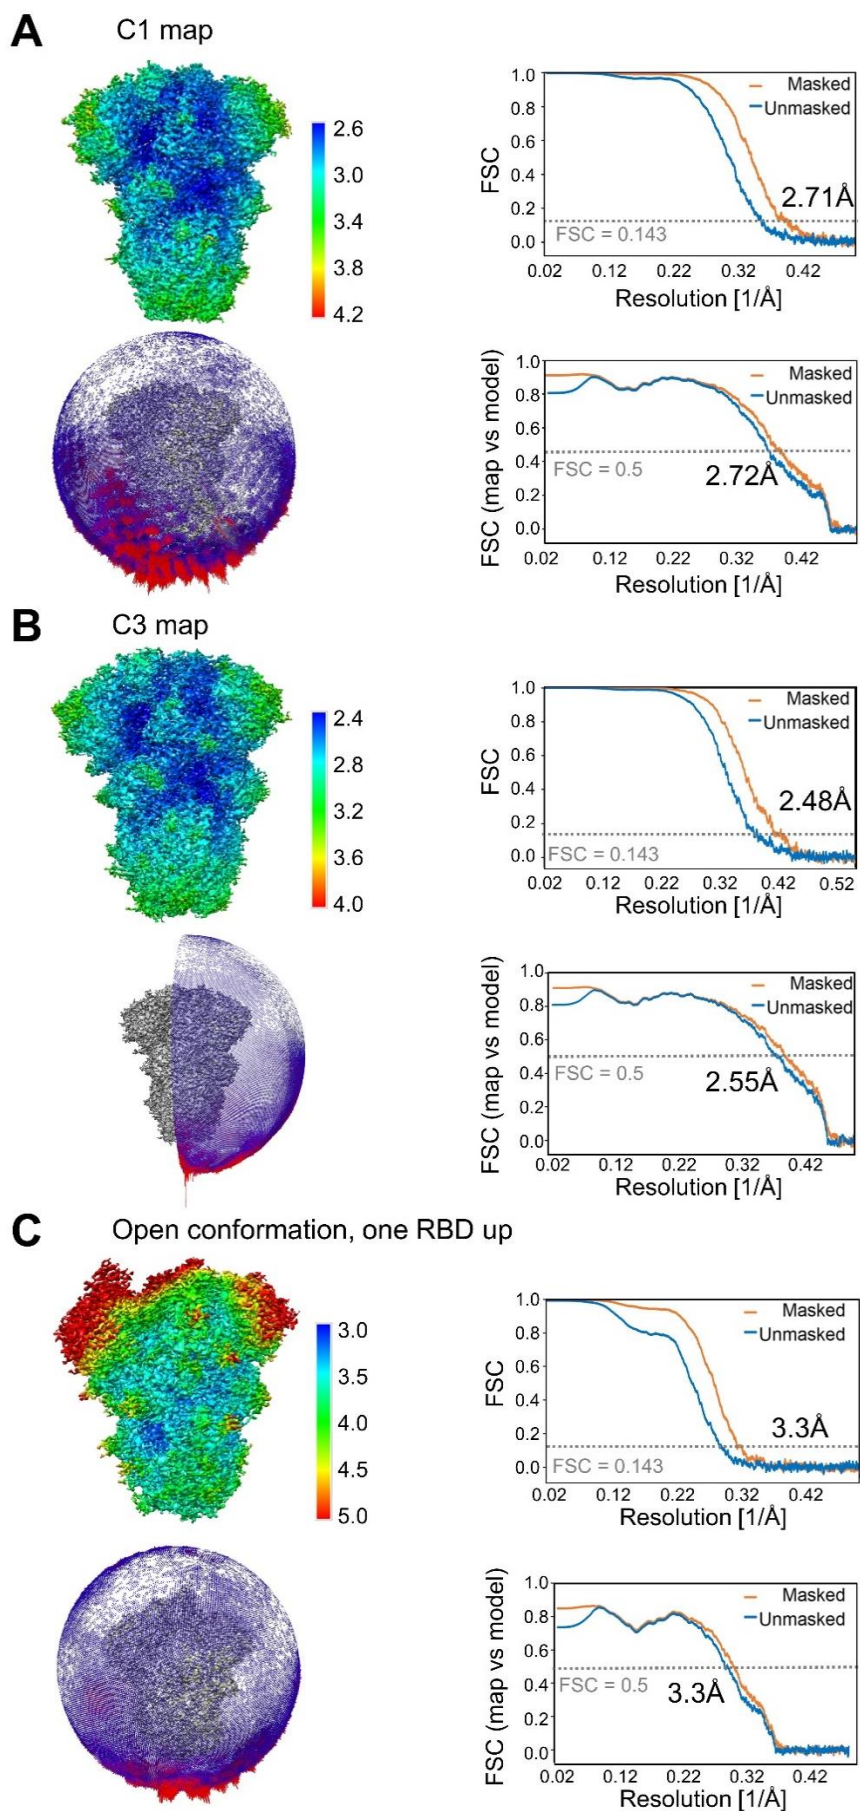 A
C1 map
2.6
3.0
3.4
3.8
4.2
FSC
1.0
0.8
0.6
0.4
0.2
0.0
Masked
Unmasked
2.71Å
FSC = 0.143
0.02 0.12 0.22 0.32 0.42
Resolution [1/Å]
FSC (map vs model)
1.0
0.8
0.6
0.4
0.2
0.0
Masked
Unmasked
FSC = 0.5
2.72Å
0.02 0.12 0.22 0.32 0.42
Resolution [1/Å]
B
C3 map
2.4
2.8
3.2
3.6
4.0
FSC
1.0
0.8
0.6
0.4
0.2
0.0
Masked
Unmasked
2.48Å
FSC = 0.143
0.02 0.12 0.22 0.32 0.42 0.52
Resolution [1/Å]
FSC (map vs model)
1.0
0.8
0.6
0.4
0.2
0.0
Masked
Unmasked
FSC = 0.5
2.55Å
0.02 0.12 0.22 0.32 0.42
Resolution [1/Å]
C
Open conformation, one RBD up
3.0
3.5
4.0
4.5
5.0
FSC
1.0
0.8
0.6
0.4
0.2
0.0
Masked
Unmasked
3.3Å
FSC = 0.143
0.02 0.12 0.22 0.32 0.42
Resolution [1/Å]
FSC (map vs model)
1.0
0.8
0.6
0.4
0.2
0.0
Masked
Unmasked
FSC = 0.5
3.3Å
0.02 0.12 0.22 0.32 0.42
Resolution [1/Å]